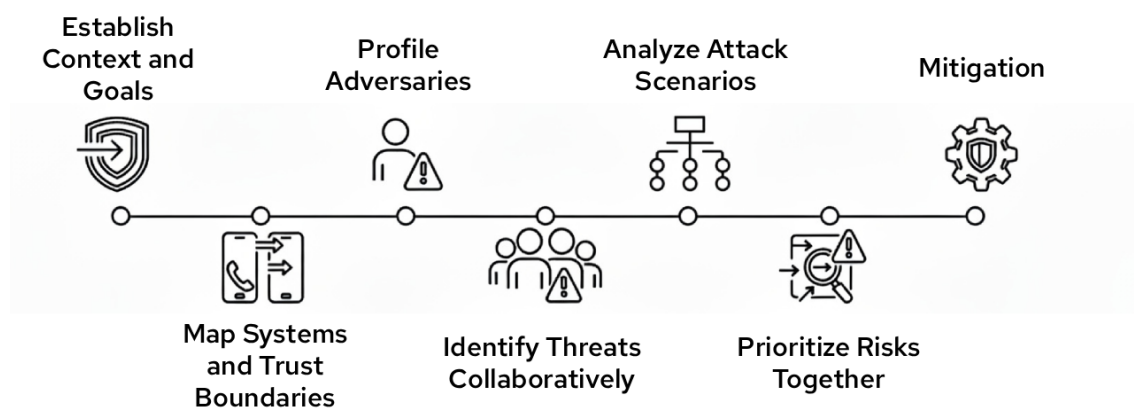 Establish
Context and
Goals
Map Systems
and Trust
Boundaries
Profile
Adversaries
Identify Threats
Collaboratively
Analyze Attack
Scenarios
Prioritize Risks
Together
Mitigation